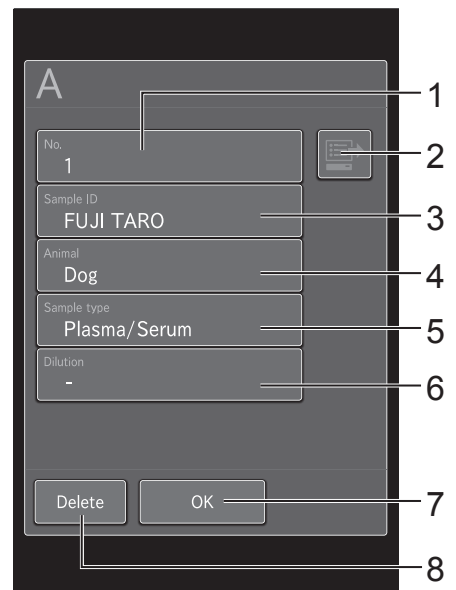 A
No.
1
Sample ID
FUJI TARO
Animal
Dog
Sample type
Plasma/Serum
Dilution
-
Delete
OK
1
2
3
4
5
6
7
8